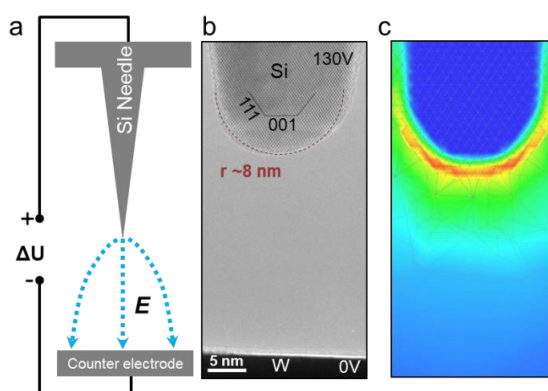 a
Si Needle
+
ΔU
-
E
Counter electrode
b
Si
130V
111
001
r ~8 nm
5 nm
W
0V
c